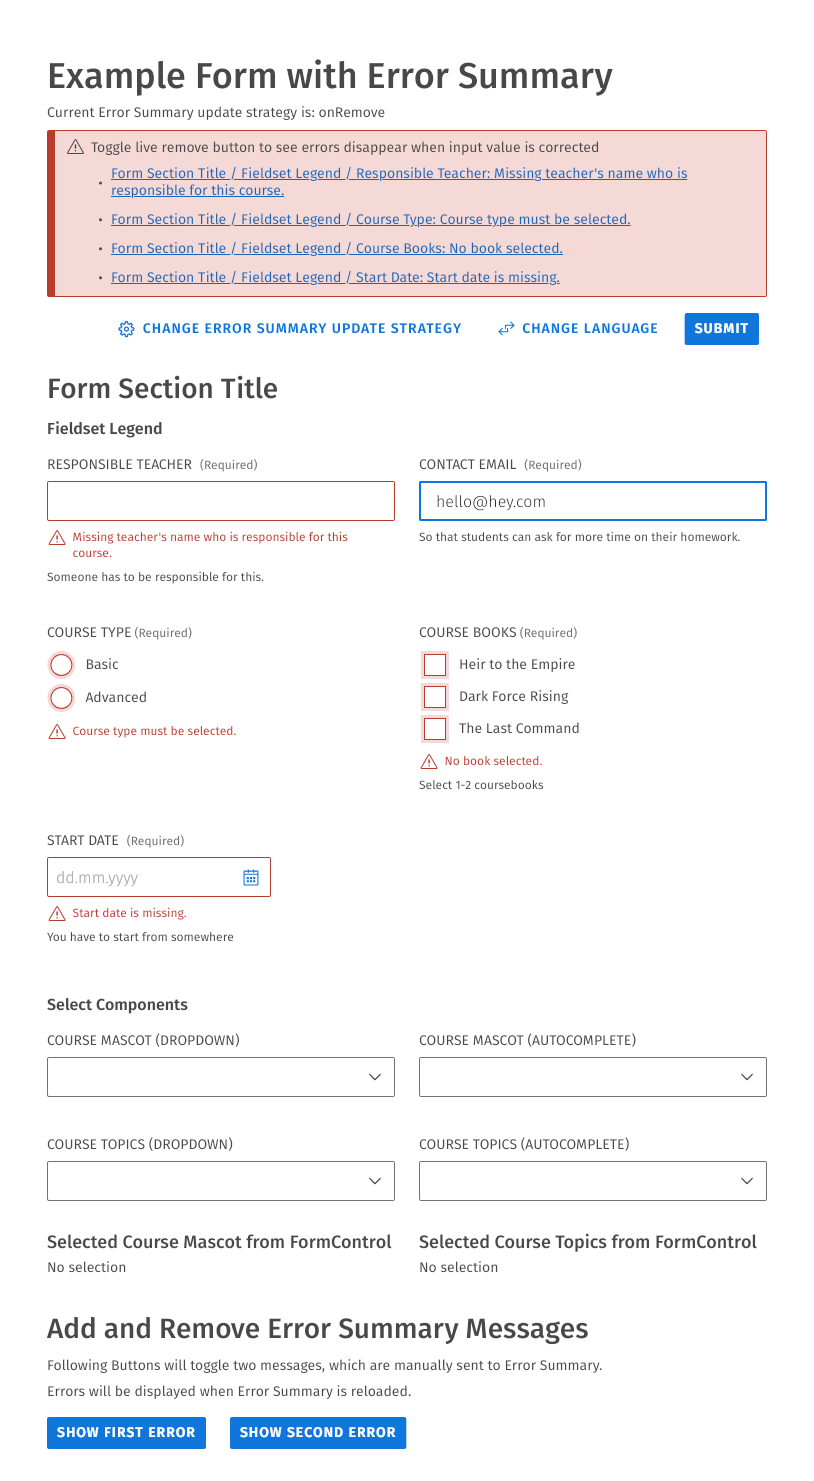 Example Form with Error Summary
Current Error Summary update strategy is: onRemove
Toggle live remove button to see errors disappear when input value is corrected
• Form Section Title / Fieldset Legend / Responsible Teacher: Missing teacher's name who is
responsible for this course.
• Form Section Title / Fieldset Legend / Course Type: Course type must be selected.
• Form Section Title / Fieldset Legend / Course Books: No book selected.
• Form Section Title / Fieldset Legend / Start Date: Start date is missing.
CHANGE ERROR SUMMARY UPDATE STRATEGY CHANGE LANGUAGE SUBMIT
Form Section Title
Fieldset Legend
RESPONSIBLE TEACHER (Required)
Missing teacher's name who is responsible for this
course.
Someone has to be responsible for this.
CONTACT EMAIL (Required)
hello@hey.com
So that students can ask for more time on their homework.
COURSE TYPE (Required)
Basic
Advanced
Course type must be selected.
COURSE BOOKS (Required)
Heir to the Empire
Dark Force Rising
The Last Command
No book selected.
Select 1-2 coursebooks
START DATE (Required)
dd.mm.yyyy
Start date is missing.
You have to start from somewhere
Select Components
COURSE MASCOT (DROPDOWN)
COURSE MASCOT (AUTOCOMPLETE)
COURSE TOPICS (DROPDOWN)
COURSE TOPICS (AUTOCOMPLETE)
Selected Course Mascot from FormControl
No selection
Selected Course Topics from FormControl
No selection
Add and Remove Error Summary Messages
Following Buttons will toggle two messages, which are manually sent to Error Summary.
Errors will be displayed when Error Summary is reloaded.
SHOW FIRST ERROR SHOW SECOND ERROR